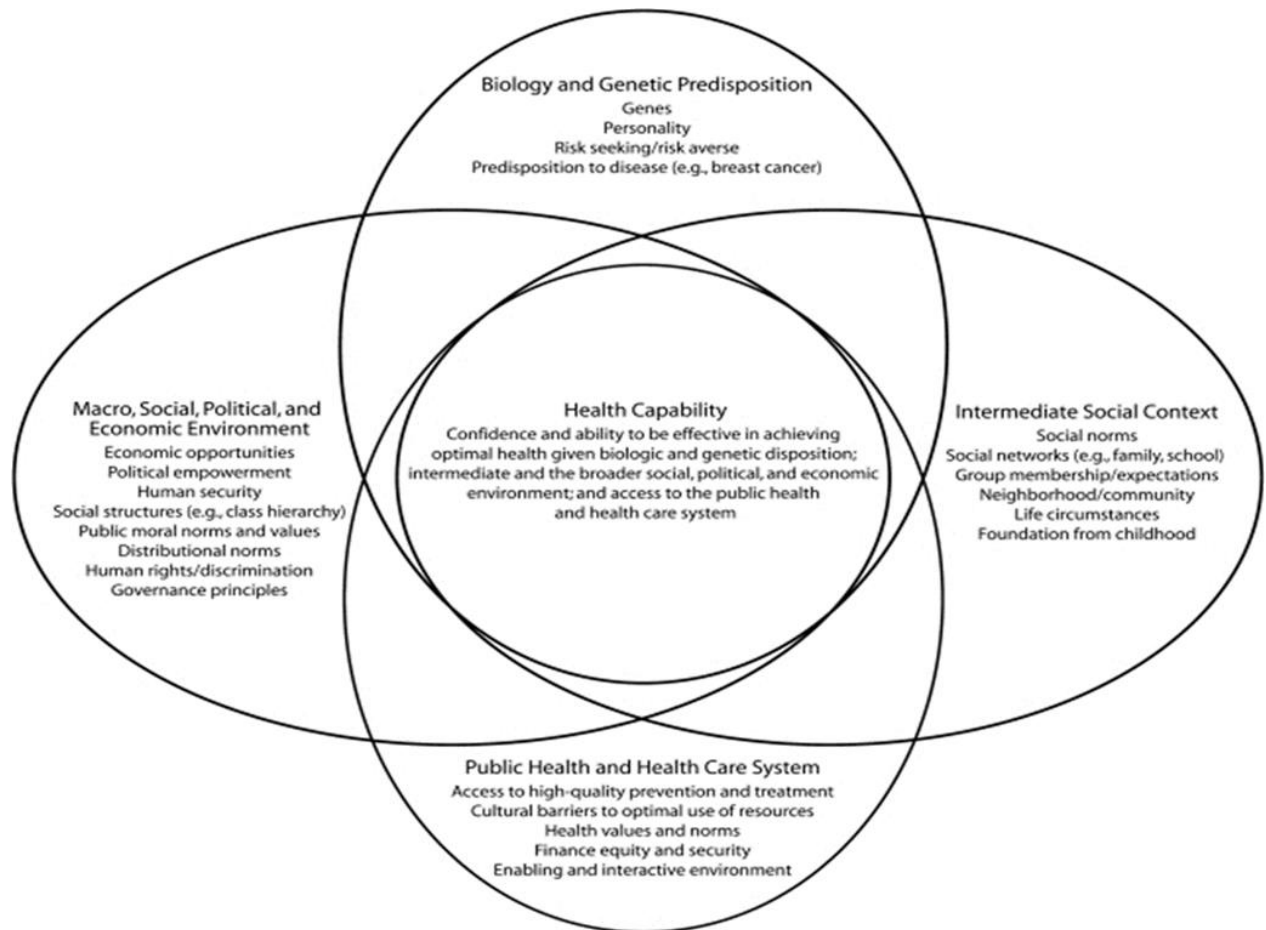 Biology and Genetic Predisposition
Genes
Personality
Risk seeking/risk averse
Predisposition to disease (e.g., breast cancer)
Macro, Social, Political, and
Economic Environment
Economic opportunities
Political empowerment
Human security
Social structures (e.g., class hierarchy)
Public moral norms and values
Distributional norms
Human rights/discrimination
Governance principles
Health Capability
Confidence and ability to be effective in achieving
optimal health given biologic and genetic disposition;
intermediate and the broader social, political, and economic
environment; and access to the public health
and health care system
Intermediate Social Context
Social norms
Social networks (e.g., family, school)
Group membership/expectations
Neighborhood/community
Life circumstances
Foundation from childhood
Public Health and Health Care System
Access to high-quality prevention and treatment
Cultural barriers to optimal use of resources
Health values and norms
Finance equity and security
Enabling and interactive environment